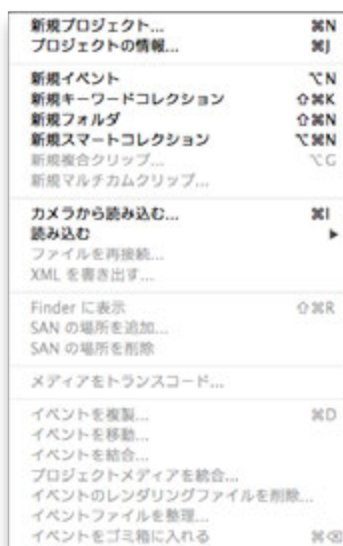 新規プロジェクト... ⌘N
プロジェクトの情報... ⌘J
新規イベント ⌥N
新規キーワードコレクション ⇧⌘K
新規フォルダ ⇧⌘N
新規スマートコレクション ⌥⌘N
新規複合クリップ... ⌥G
新規マルチカムクリップ...
カメラから読み込む... ⌘I
読み込む ▶
ファイルを再接続...
XML を書き出す...
Finder に表示 ⇧⌘R
SAN の場所を追加...
SAN の場所を削除
メディアをトランスコード...
イベントを複製... ⌘D
イベントを移動...
イベントを結合...
プロジェクトメディアを統合...
イベントのレンダリングファイルを削除...
イベントファイルを整理...
イベントをゴミ箱に入れる ⌘⌫